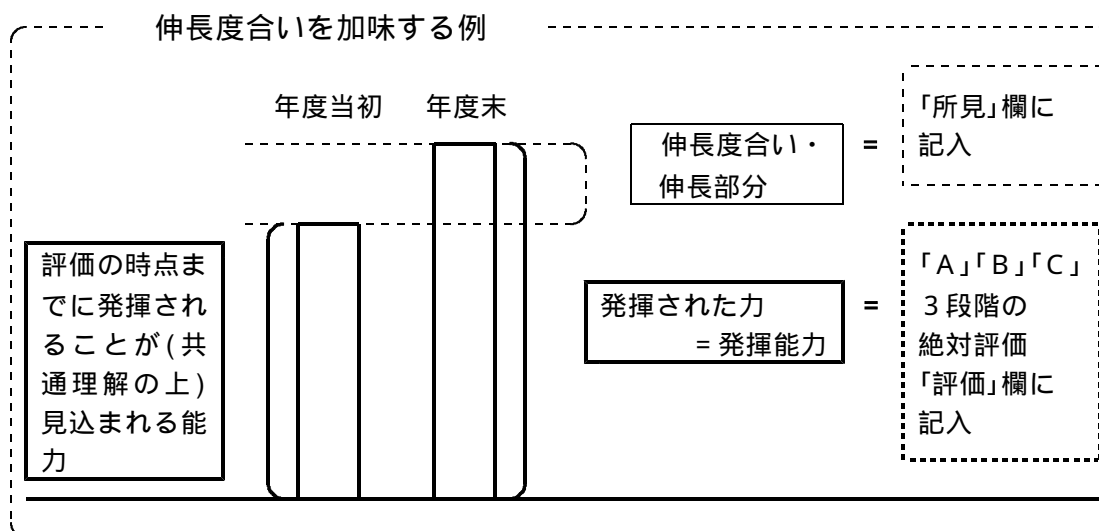 伸長度合いを加味する例
年度当初
年度末
伸長度合い・
伸長部分
=
「所見」欄に
記入
評価の時点ま
でに発揮され
ることが(共
通理解の上)
見込まれる能
力
発揮された力
=発揮能力
=
「A」「B」「C」
3段階の
絶対評価
「評価」欄に
記入